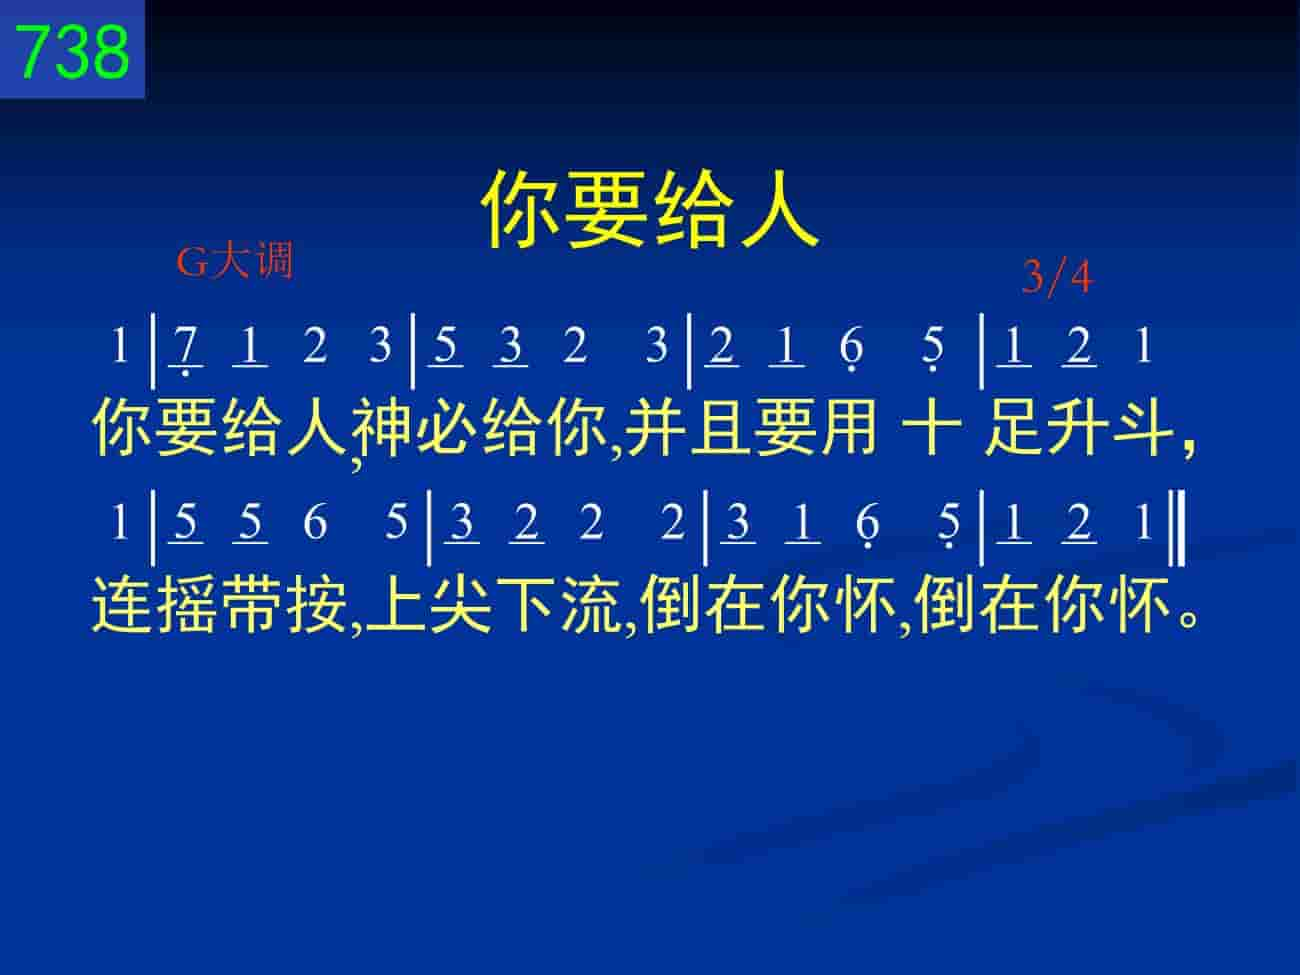 738
你要给人
G大调 3/4
1 | 7̣ 1 2 3 | 5 3 2 3 | 2 1 6̣ 5̣ | 1 2 1
你要给人,神必给你,并且要用 十 足升斗,
1 | 5 5 6 5 | 3 2 2 2 | 3 1 6̣ 5̣ | 1 2 1 ‖
连摇带按,上尖下流,倒在你怀,倒在你怀。